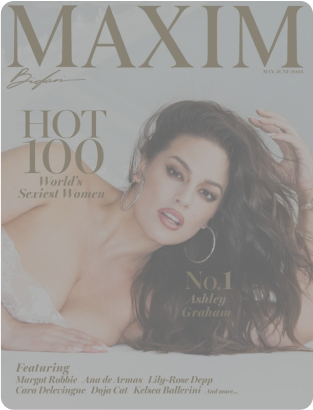 MAXIM
HOT
100
World's
Sexiest Women
No.1
Ashley
Graham
Featuring
Margot Robbie Ana de Armas Lily-Rose Depp
Cara Delevingne Doja Cat Kelsea Ballerini And more...